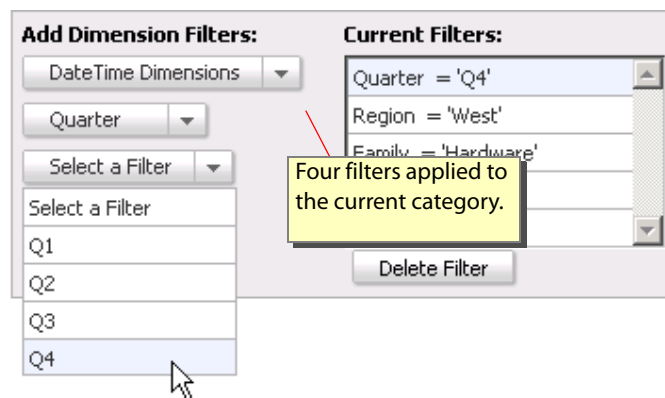 Add Dimension Filters:
DateTime Dimensions
Quarter
Select a Filter
Select a Filter
Q1
Q2
Q3
Q4
Current Filters:
Quarter = 'Q4'
Region = 'West'
Family = 'Hardware'
Four filters applied to
the current category.
Delete Filter